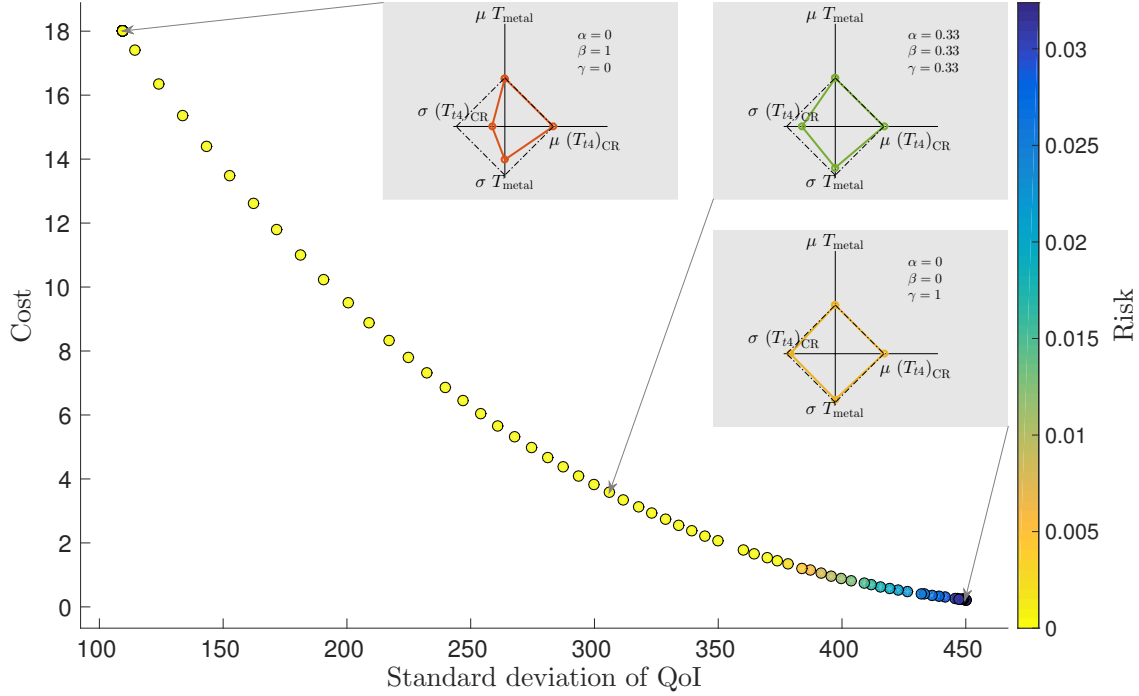 18
16
14
12
10
8
6
4
2
0
Cost
100
150
200
250
300
350
400
450
Standard deviation of QoI
μ T_metal
α = 0
β = 1
γ = 0
σ (T_t4)_CR
μ (T_t4)_CR
σ T_metal
μ T_metal
α = 0.33
β = 0.33
γ = 0.33
σ (T_t4)_CR
μ (T_t4)_CR
σ T_metal
μ T_metal
α = 0
β = 0
γ = 1
σ (T_t4)_CR
μ (T_t4)_CR
σ T_metal
0.03
0.025
0.02
0.015
0.01
0.005
0
Risk